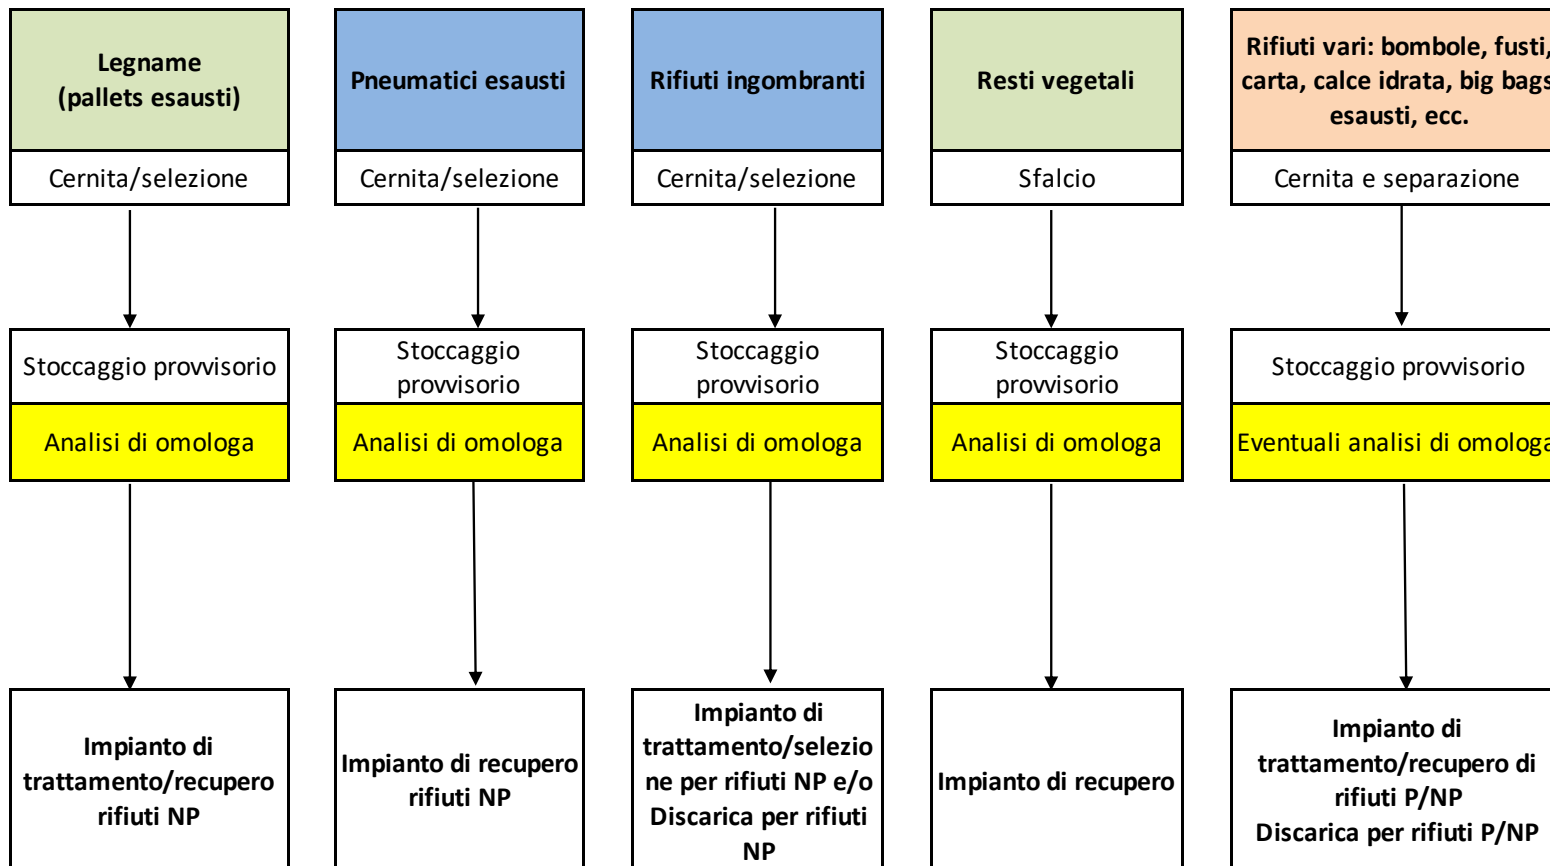 Legname
(pallets esausti)
Cernita/selezione
Pneumatici esausti
Cernita/selezione
Rifiuti ingombranti
Cernita/selezione
Resti vegetali
Sfalcio
Rifiuti vari: bombole, fusti,
carta, calce idrata, big bags
esausti, ecc.
Cernita e separazione
Stoccaggio provvisorio
Analisi di omologa
Stoccaggio
provvisorio
Analisi di omologa
Stoccaggio
provvisorio
Analisi di omologa
Stoccaggio
provvisorio
Analisi di omologa
Stoccaggio provvisorio
Eventuali analisi di omologa
Impianto di
trattamento/recupero
rifiuti NP
Impianto di recupero
rifiuti NP
Impianto di
trattamento/selezio
ne per rifiuti NP e/o
Discarica per rifiuti
NP
Impianto di recupero
Impianto di
trattamento/recupero di
rifiuti P/NP
Discarica per rifiuti P/NP